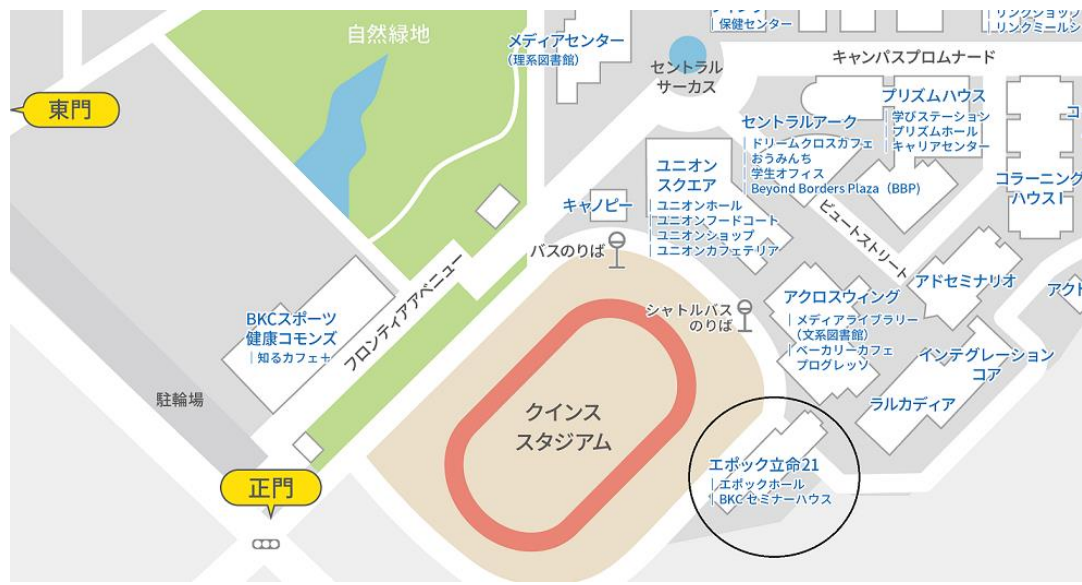 保健センター
リンクショップ
リンクミールシ
自然緑地
メディアセンター
(理系図書館)
セントラル
サーカス
キャンパスプロムナード
東門
プリズムハウス
学びステーション
プリズムホール
キャリアセンター
コ
セントラルアーク
ドリームクロスカフェ
おうみんち
学生オフィス
Beyond Borders Plaza (BBP)
ユニオン
スクエア
ユニオンホール
ユニオンフードコート
ユニオンショップ
ユニオンカフェテリア
コラーニング
ハウスI
キャノピー
バスのりば
ビュートストリート
フロンティアアベニュー
アドセミナリオ
アクト
シャトルバス
のりば
アクロスウィング
メディアライブラリー
(文系図書館)
ベーカリーカフェ
プログレッソ
BKCスポーツ
健康コモンズ
知るカフェ+
インテグレーション
コア
駐輪場
ラルカディア
クインス
スタジアム
エポック立命21
エポックホール
BKCセミナーハウス
正門